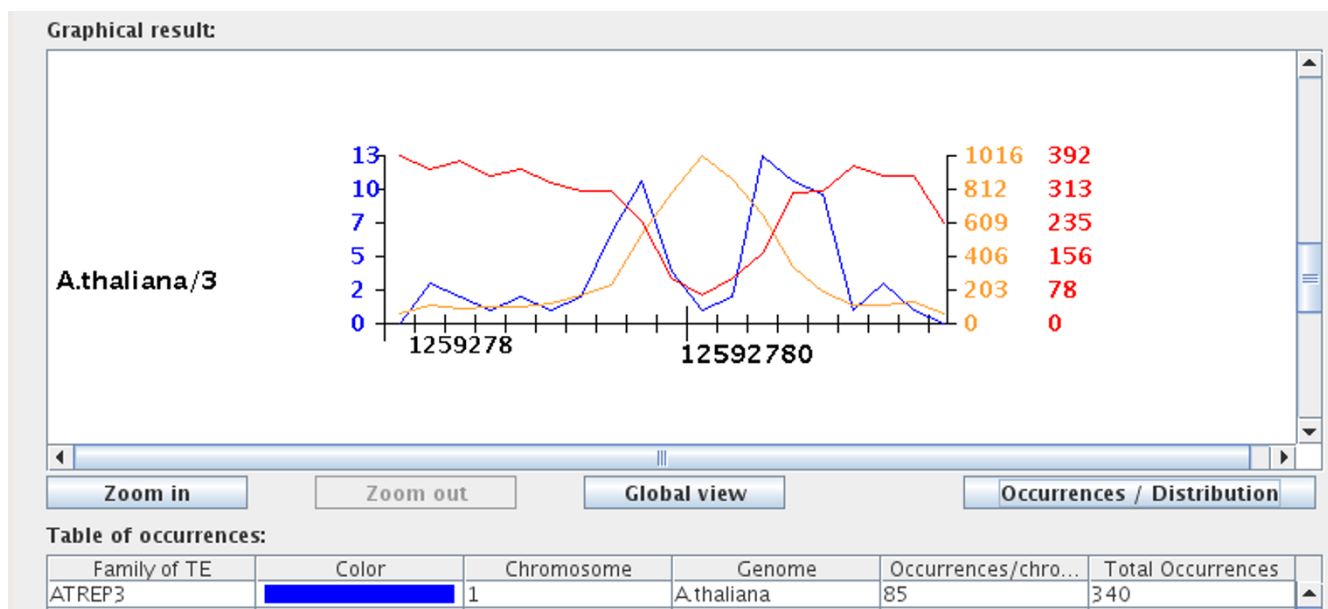 Graphical result:
13 1016 392
10 812 313
7 609 235
5 406 156
A.thaliana/3
2 203 78
0 0 0
1259278 12592780
Zoom in Zoom out Global view Occurrences / Distribution
Table of occurrences:
Family of TE Color Chromosome Genome Occurrences/chro... Total Occurrences
ATREP3 1 A.thaliana 85 340